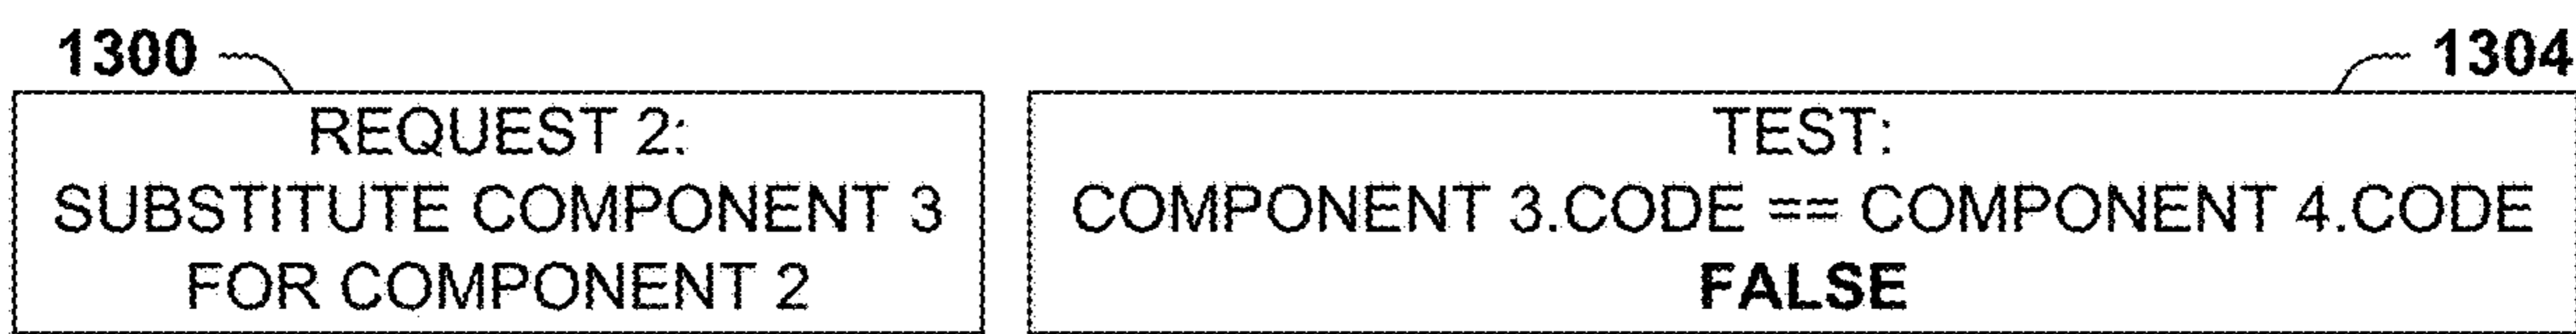 1300
1304
REQUEST 2:
SUBSTITUTE COMPONENT 3
FOR COMPONENT 2
TEST:
COMPONENT 3.CODE == COMPONENT 4.CODE
FALSE